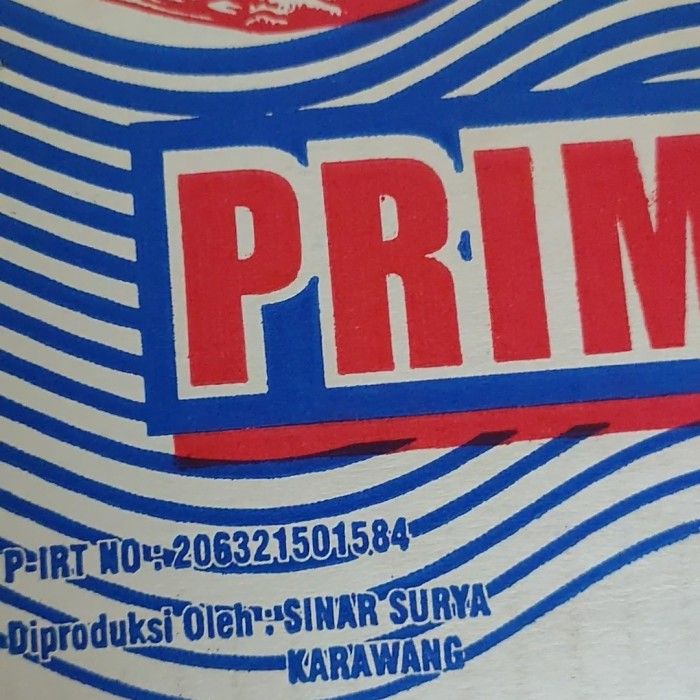 PRIM
P-IRT NO : 206321501584
Diproduksi Oleh : SINAR SURYA
KARAWANG